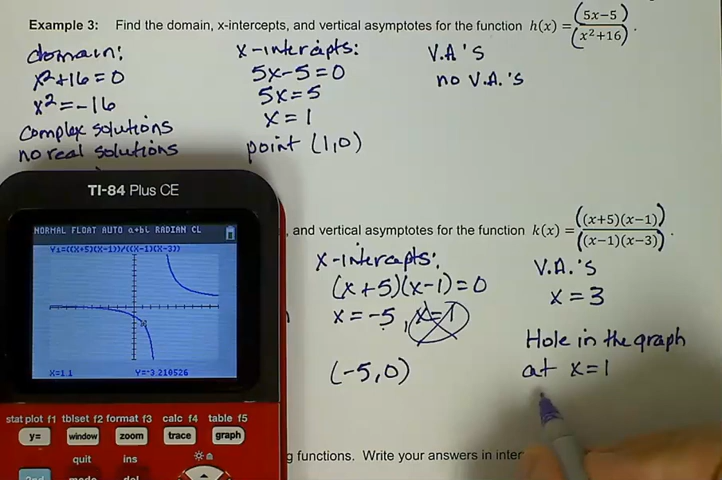 Example 3: Find the domain, x-intercepts, and vertical asymptotes for the function h(x) = (5x-5)/(x²+16).
domain:
x²+16=0
x²=-16
complex solutions
no real solutions
x-intercepts:
5x-5=0
5x=5
x=1
point (1,0)
V.A.'s
no V.A.'s
, and vertical asymptotes for the function k(x) = ((x+5)(x-1))/((x-1)(x-3)).
x-intercepts:
(x+5)(x-1)=0
x=-5, x=1
(-5,0)
V.A.'s
x=3
Hole in the graph
at x=1
g functions. Write your answers in inter
TI-84 Plus CE
NORMAL FLOAT AUTO a+bi RADIAN CL
Y1=((X+5)(X-1))/((X-1)(X-3))
X=1.1 Y=-3.210526
stat plot f1 tblset f2 format f3 calc f4 table f5
y= window zoom trace graph
quit ins
2nd mode del